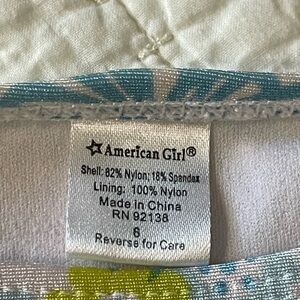 ☆ American Girl®
Shell: 82% Nylon; 18% Spandex
Lining: 100% Nylon
Made in China
RN 92138
6
Reverse for Care